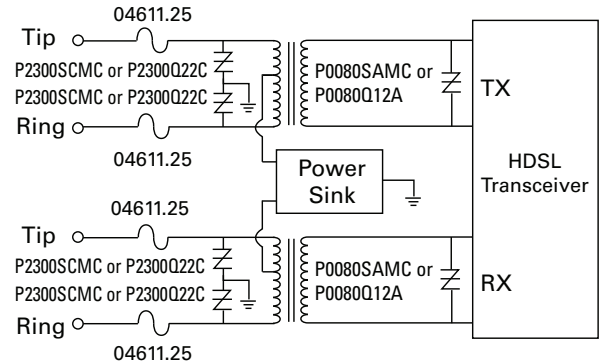 04611.25
Tip
P2300SCMC or P2300Q22C
P2300SCMC or P2300Q22C
Ring
04611.25
P0080SAMC or
P0080Q12A
TX
HDSL
Transceiver
Power
Sink
04611.25
Tip
P2300SCMC or P2300Q22C
P2300SCMC or P2300Q22C
Ring
04611.25
P0080SAMC or
P0080Q12A
RX